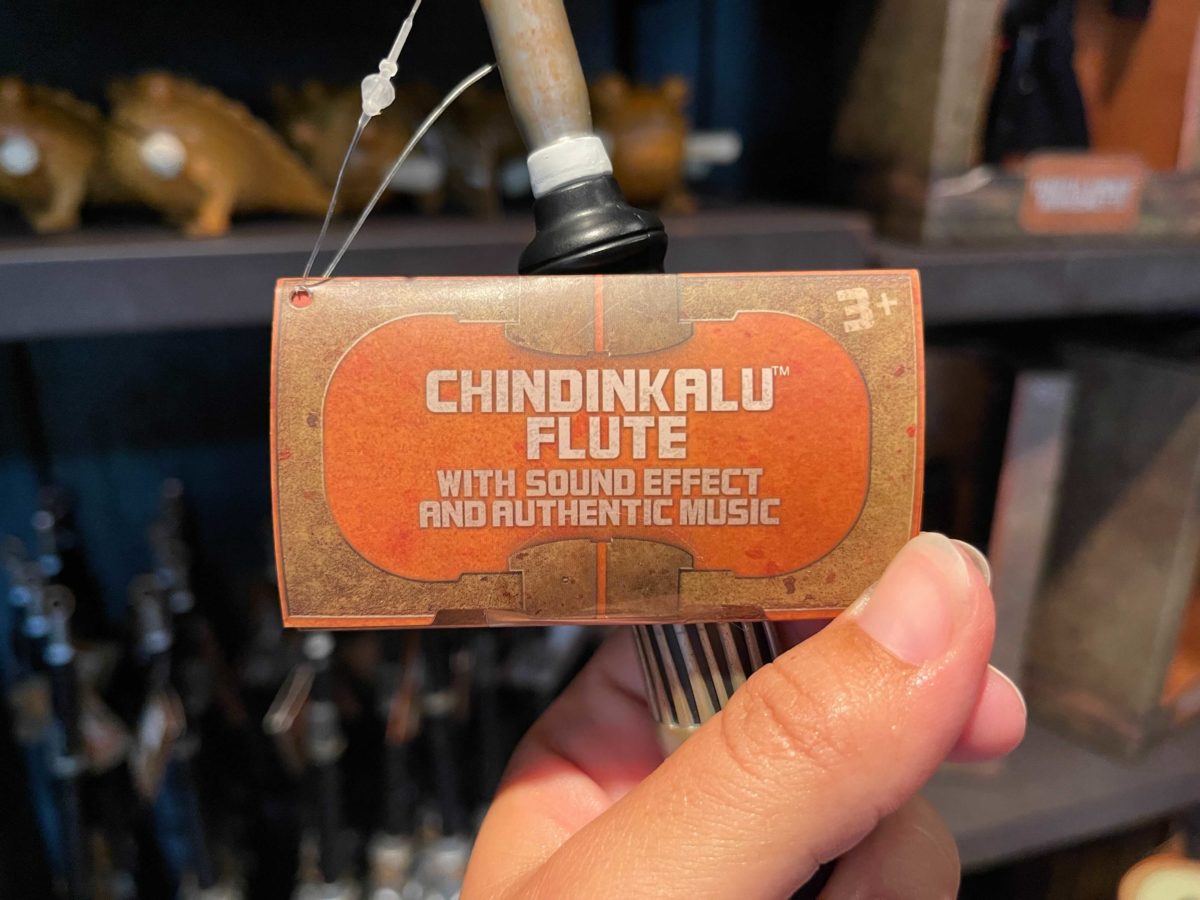 3+
CHINDINKALU™
FLUTE
WITH SOUND EFFECT
AND AUTHENTIC MUSIC